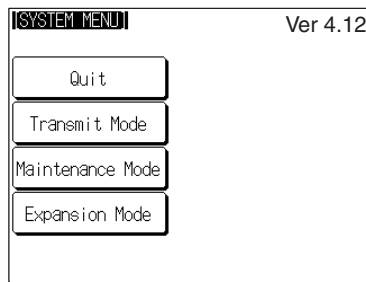 [SYSTEM MENU]
Ver 4.12
Quit
Transmit Mode
Maintenance Mode
Expansion Mode